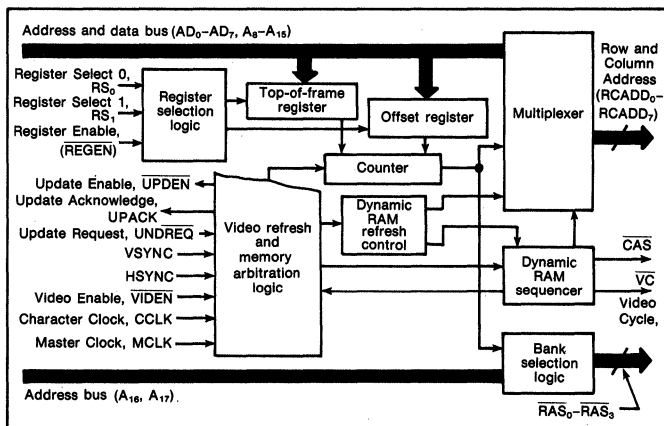 Address and data bus (AD₀–AD₇, A₈–A₁₅)
Row and
Column
Address
(RCADD₀–
RCADD₇)
Register Select 0,
RS₀
Register Select 1,
RS₁
Register Enable,
(REGEN)
Register
selection
logic
Top-of-frame
register
Offset register
Multiplexer
Counter
Update Enable, UPDEN
Update Acknowledge,
UPACK
Update Request, UNDREQ
VSYNC
HSYNC
Video Enable, VIDEN
Character Clock, CCLK
Master Clock, MCLK
Video refresh
and
memory
arbitration
logic
Dynamic
RAM
refresh
control
Dynamic
RAM
sequencer
CAS
VC
Video
Cycle,
Bank
selection
logic
Address bus (A₁₆, A₁₇)
RAS₀–RAS₃